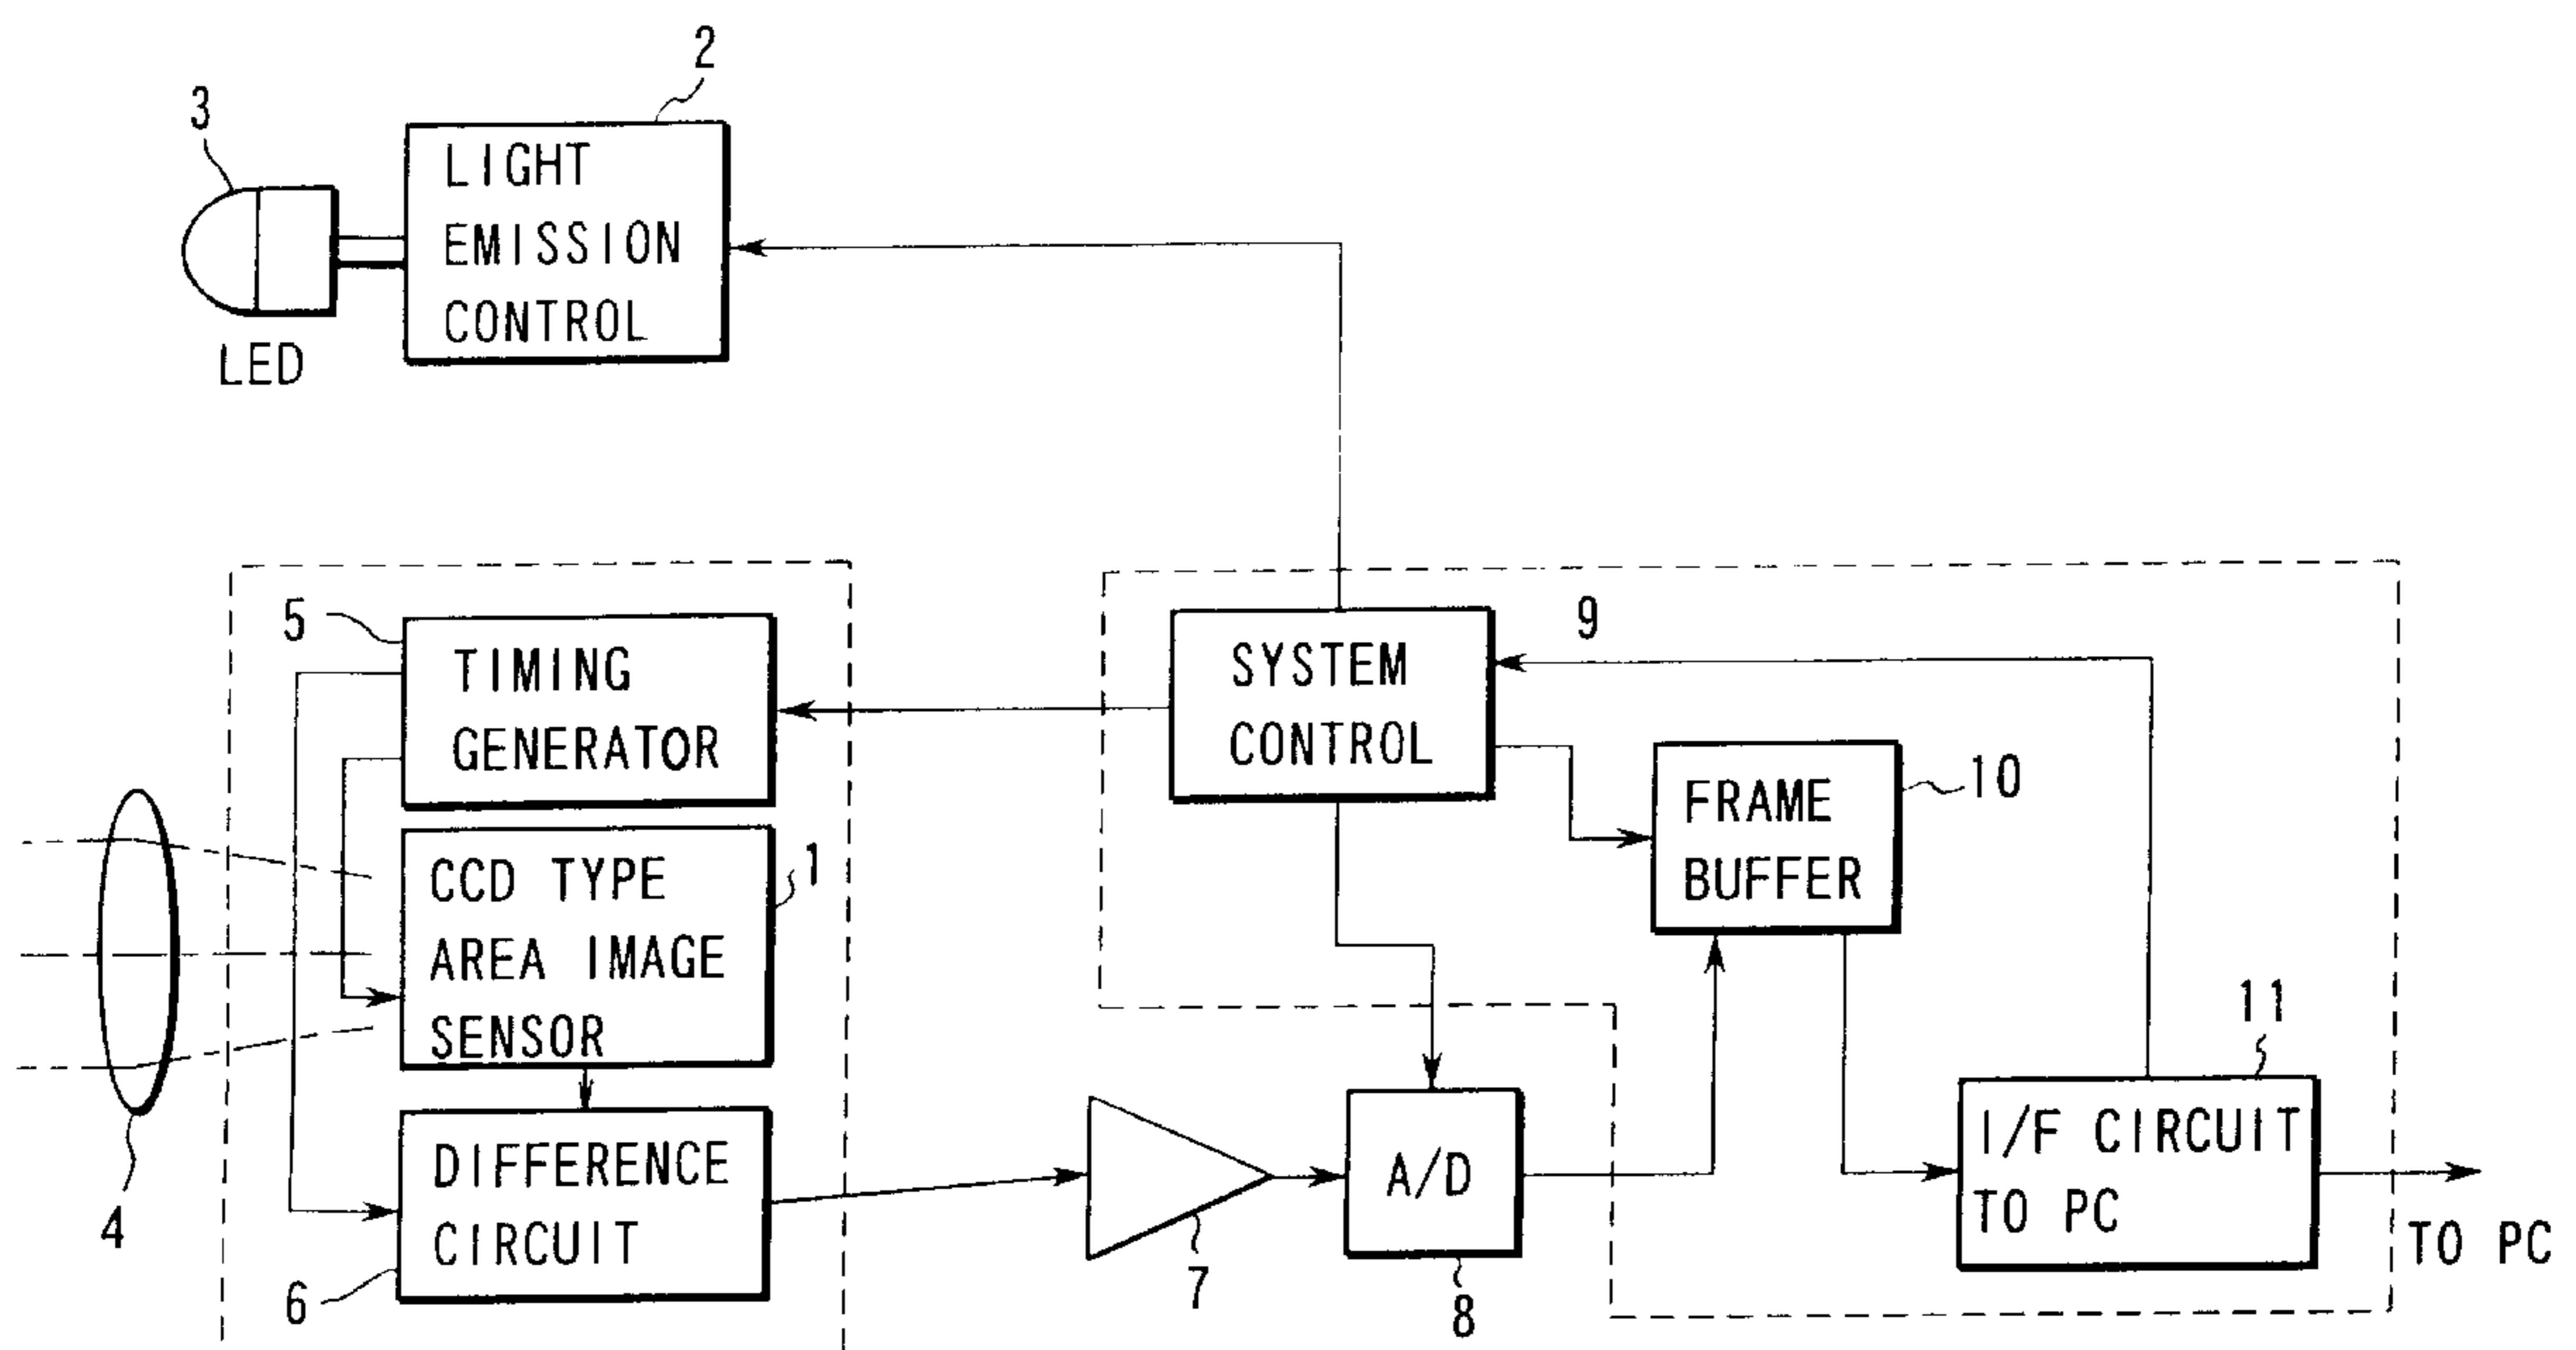 2
3
LIGHT
EMISSION
CONTROL
LED
5
TIMING
GENERATOR
SYSTEM
CONTROL
9
FRAME
BUFFER
10
CCD TYPE
AREA IMAGE
SENSOR
1
4
DIFFERENCE
CIRCUIT
6
7
A/D
8
11
I/F CIRCUIT
TO PC
TO PC